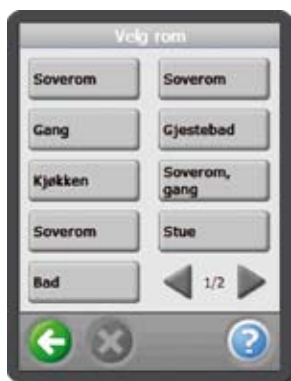 Velg rom
Soverom
Soverom
Gang
Gjestebad
Kjøkken
Soverom,
gang
Soverom
Stue
Bad
1/2
?